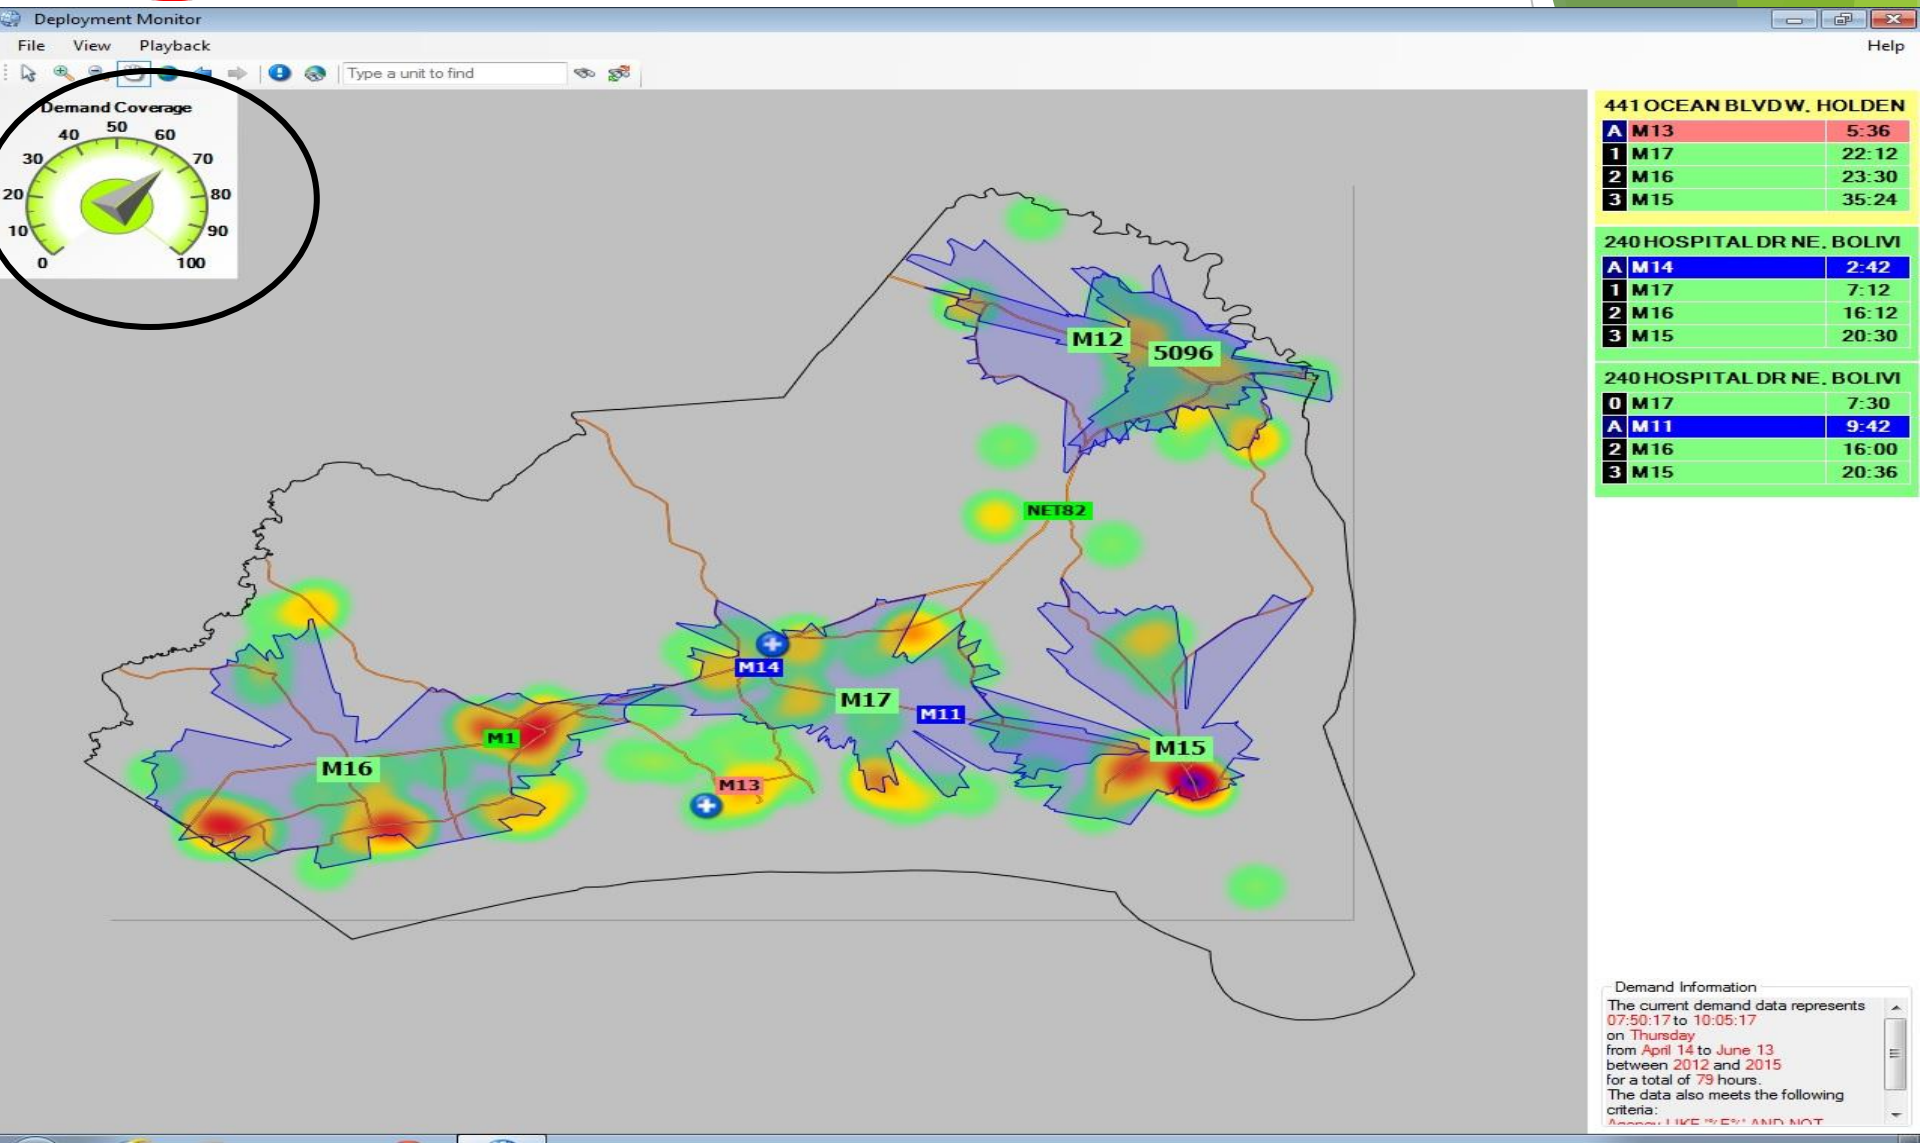 Deployment Monitor
File View Playback Help
Type a unit to find
Demand Coverage
0 10 20 30 40 50 60 70 80 90 100
441 OCEAN BLVD W, HOLDEN
A M13 5:36
1 M17 22:12
2 M16 23:30
3 M15 35:24
240 HOSPITAL DR NE, BOLIVI
A M14 2:42
1 M17 7:12
2 M16 16:12
3 M15 20:30
240 HOSPITAL DR NE, BOLIVI
0 M17 7:30
A M11 9:42
2 M16 16:00
3 M15 20:36
M12
5096
NET82
M14
M17
M11
M1
M15
M16
M13
Demand Information
The current demand data represents
07:50:17 to 10:05:17
on Thursday
from April 14 to June 13
between 2012 and 2015
for a total of 79 hours.
The data also meets the following
criteria:
Agency LIKE '%E%' AND NOT